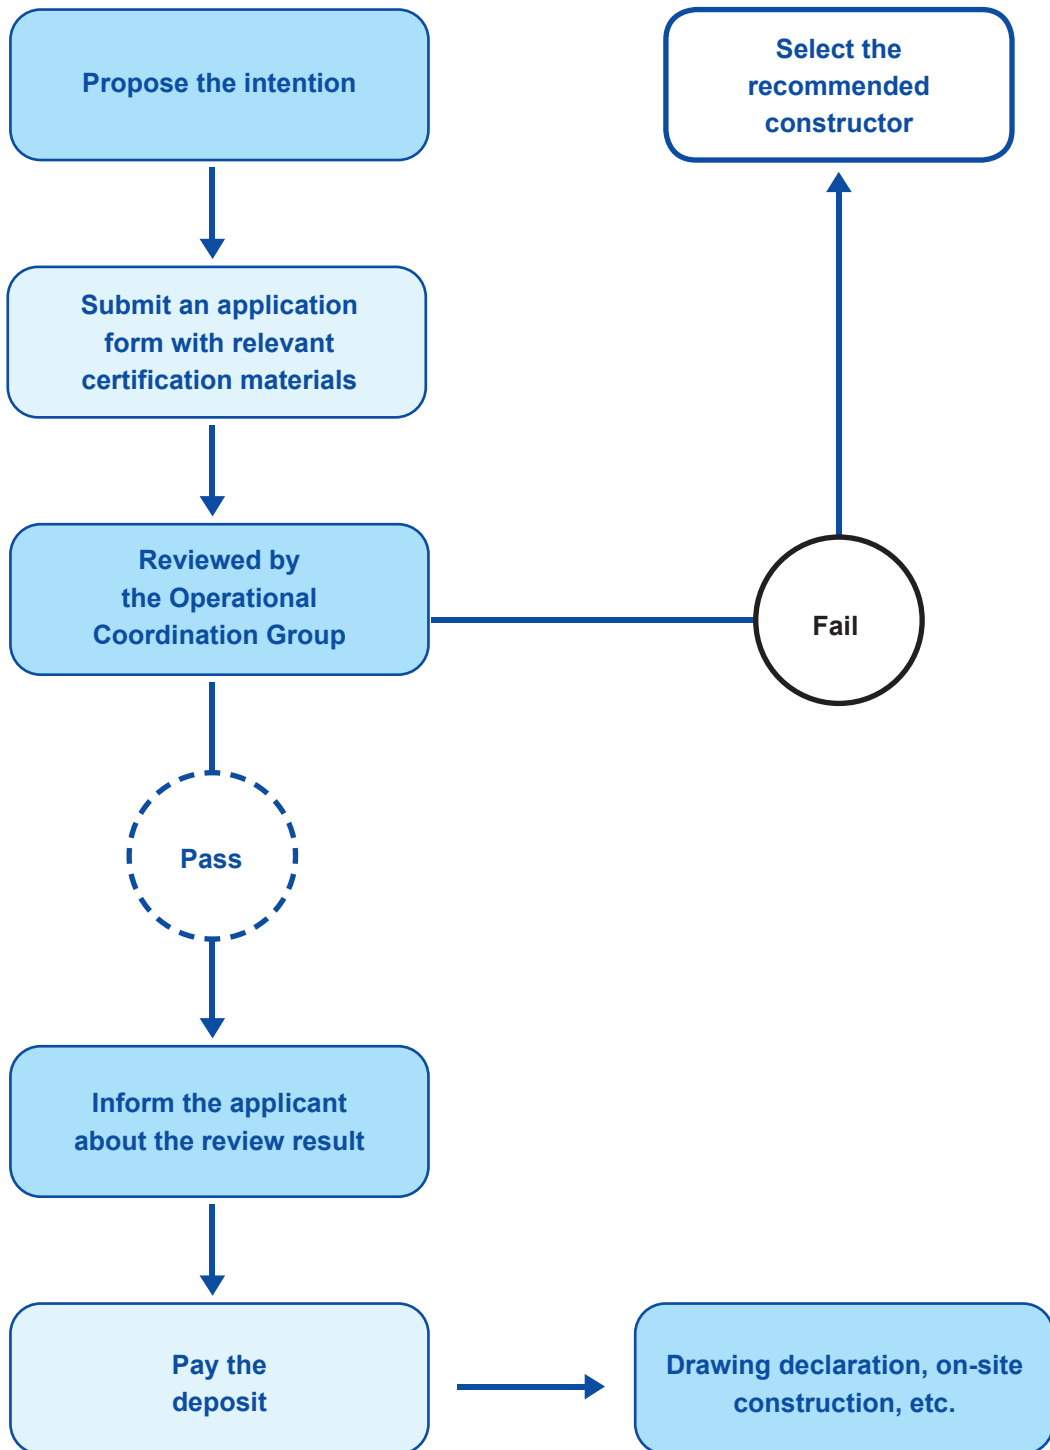 Propose the intention
Select the
recommended
constructor
Submit an application
form with relevant
certification materials
Reviewed by
the Operational
Coordination Group
Fail
Pass
Inform the applicant
about the review result
Pay the
deposit
Drawing declaration, on-site
construction, etc.